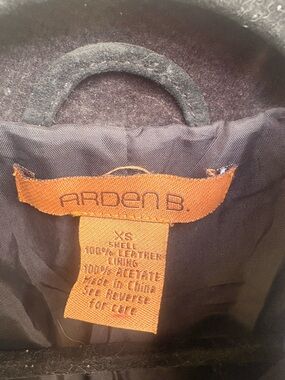 ARDEN B.
XS
SHELL
100% LEATHER
LINING
100% ACETATE
Made in China
See Reverse
for care